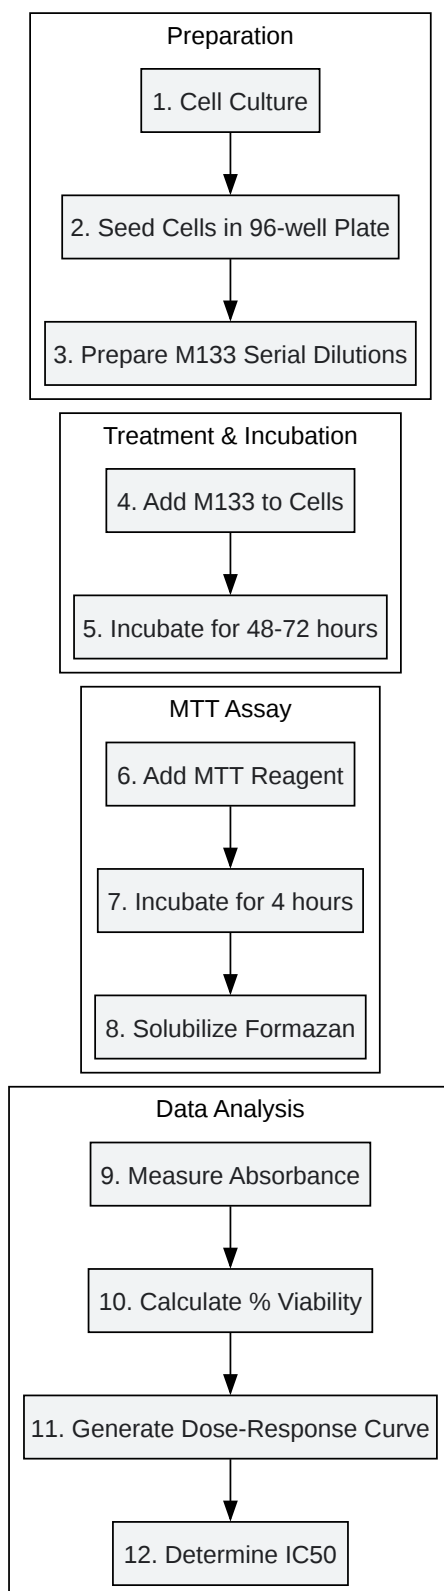 Preparation
1. Cell Culture
2. Seed Cells in 96-well Plate
3. Prepare M133 Serial Dilutions
Treatment & Incubation
4. Add M133 to Cells
5. Incubate for 48-72 hours
MTT Assay
6. Add MTT Reagent
7. Incubate for 4 hours
8. Solubilize Formazan
Data Analysis
9. Measure Absorbance
10. Calculate % Viability
11. Generate Dose-Response Curve
12. Determine IC50